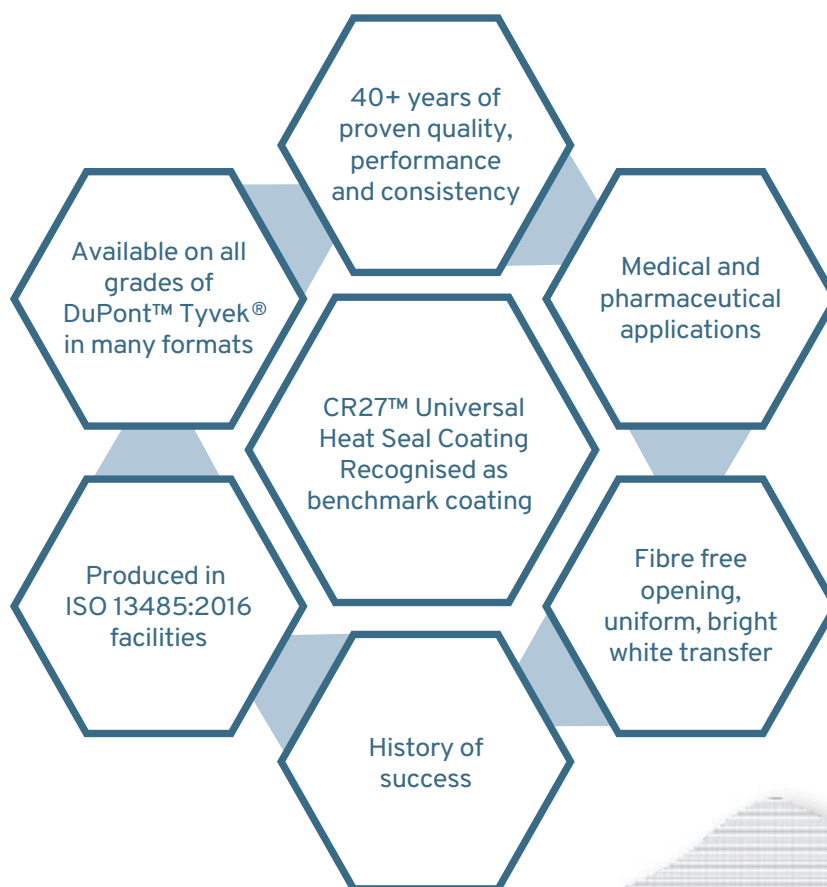 40+ years of
proven quality,
performance
and consistency
Available on all
grades of
DuPont™ Tyvek®
in many formats
Medical and
pharmaceutical
applications
CR27™ Universal
Heat Seal Coating
Recognised as
benchmark coating
Produced in
ISO 13485:2016
facilities
Fibre free
opening,
uniform, bright
white transfer
History of
success